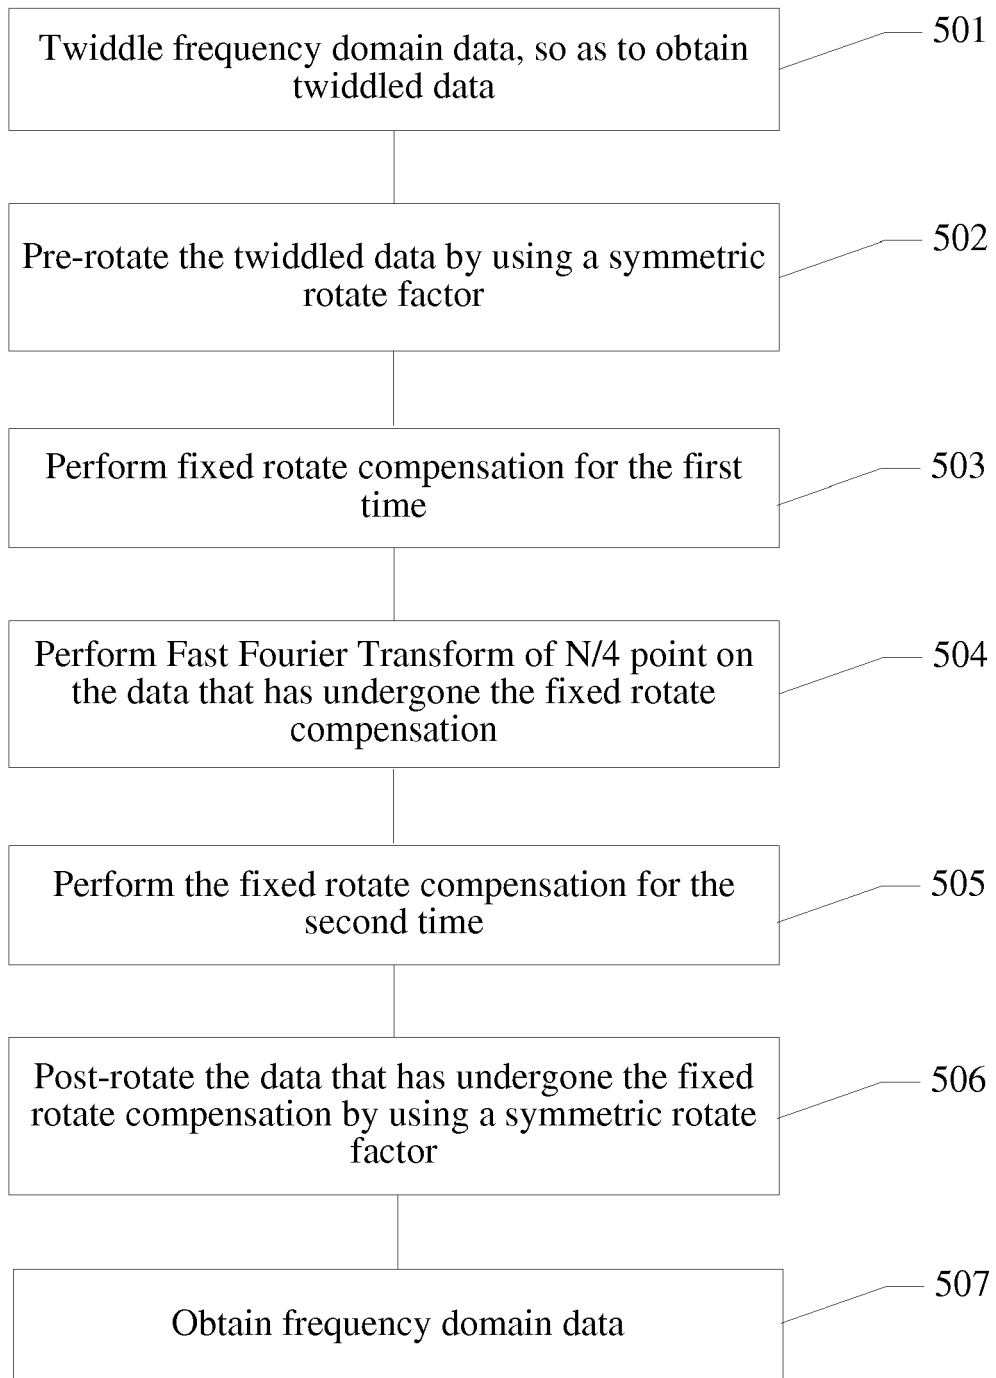 Twiddle frequency domain data, so as to obtain
twiddled data
501
Pre-rotate the twiddled data by using a symmetric
rotate factor
502
Perform fixed rotate compensation for the first
time
503
Perform Fast Fourier Transform of N/4 point on
the data that has undergone the fixed rotate
compensation
504
Perform the fixed rotate compensation for the
second time
505
Post-rotate the data that has undergone the fixed
rotate compensation by using a symmetric rotate
factor
506
Obtain frequency domain data
507